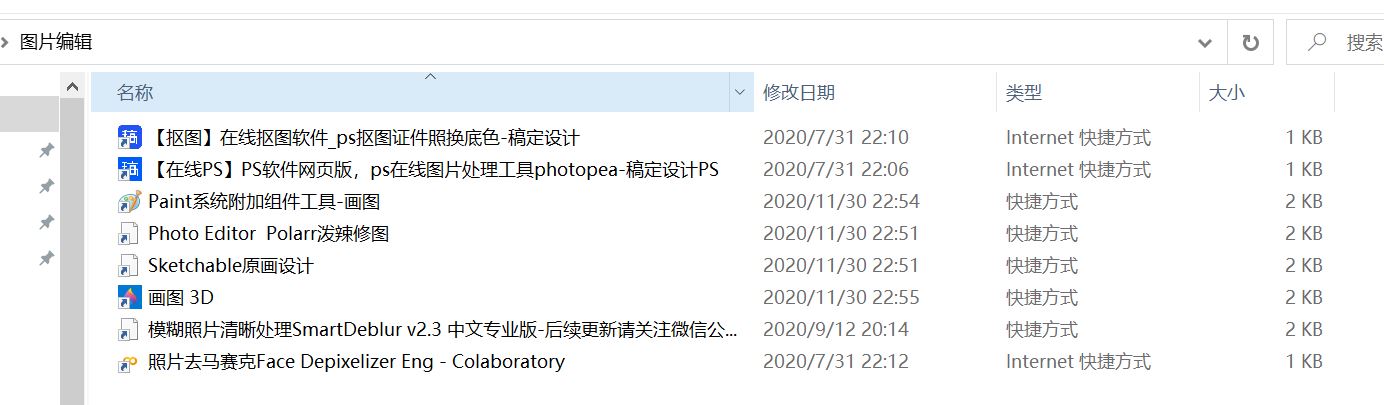 图片编辑 搜索
名称 修改日期 类型 大小
【抠图】在线抠图软件_ps抠图证件照换底色-稿定设计 2020/7/31 22:10 Internet 快捷方式 1 KB
【在线PS】PS软件网页版，ps在线图片处理工具photopea-稿定设计PS 2020/7/31 22:06 Internet 快捷方式 1 KB
Paint系统附加组件工具-画图 2020/11/30 22:54 快捷方式 2 KB
Photo Editor  Polarr泼辣修图 2020/11/30 22:51 快捷方式 2 KB
Sketchable原画设计 2020/11/30 22:51 快捷方式 2 KB
画图 3D 2020/11/30 22:55 快捷方式 2 KB
模糊照片清晰处理SmartDeblur v2.3 中文专业版-后续更新请关注微信公... 2020/9/12 20:14 快捷方式 2 KB
照片去马赛克Face Depixelizer Eng - Colaboratory 2020/7/31 22:12 Internet 快捷方式 1 KB